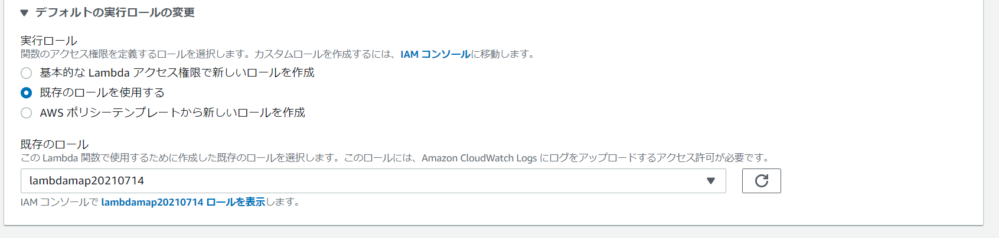 ▼ デフォルトの実行ロールの変更
実行ロール
関数のアクセス権限を定義するロールを選択します。カスタムロールを作成するには、IAM コンソールに移動します。
基本的な Lambda アクセス権限で新しいロールを作成
既存のロールを使用する
AWS ポリシーテンプレートから新しいロールを作成
既存のロール
この Lambda 関数で使用するために作成した既存のロールを選択します。このロールには、Amazon CloudWatch Logs にログをアップロードするアクセス許可が必要です。
lambdamap20210714
IAM コンソールで lambdamap20210714 ロールを表示します。